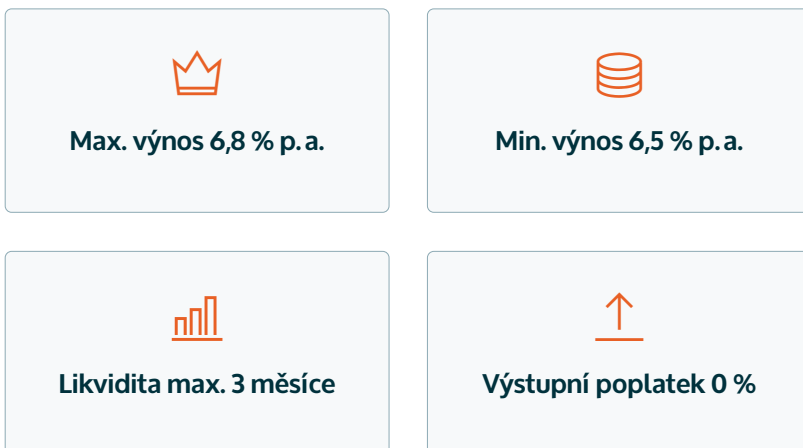 Max. výnos 6,8 % p. a.
Min. výnos 6,5 % p. a.
Likvidita max. 3 měsíce
Výstupní poplatek 0 %